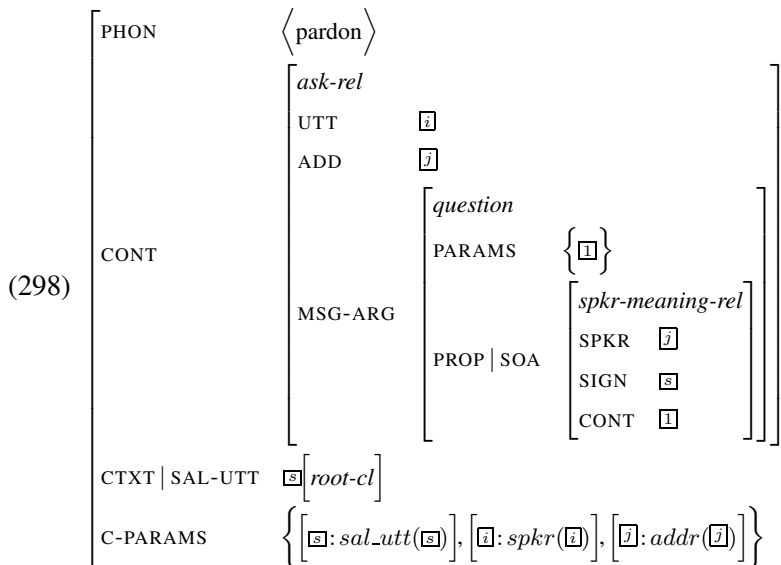 PHON ⟨pardon⟩
ask-rel
UTT i
ADD j
question
PARAMS {1}
(298) CONT
spkr-meaning-rel
MSG-ARG
SPKR j
PROP | SOA
SIGN s
CONT 1
CTXT | SAL-UTT s[root-cl]
C-PARAMS {[s: sal_utt(s)], [i: spkr(i)], [j: addr(j)]}